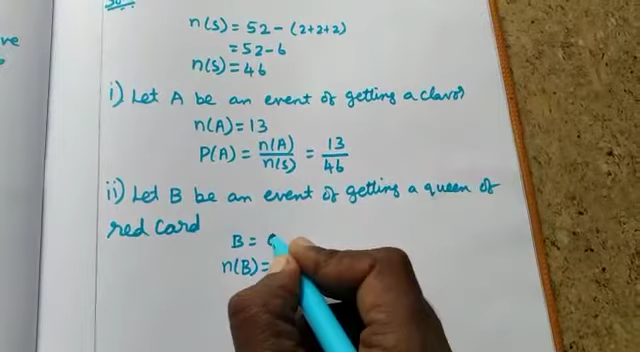 n(S) = 52 - (2+2+2)
= 52 - 6
n(S) = 46
i) Let A be an event of getting a clavor
n(A) = 13
P(A) = n(A)/n(S) = 13/46
ii) Let B be an event of getting a queen of
red card
B =
n(B) =